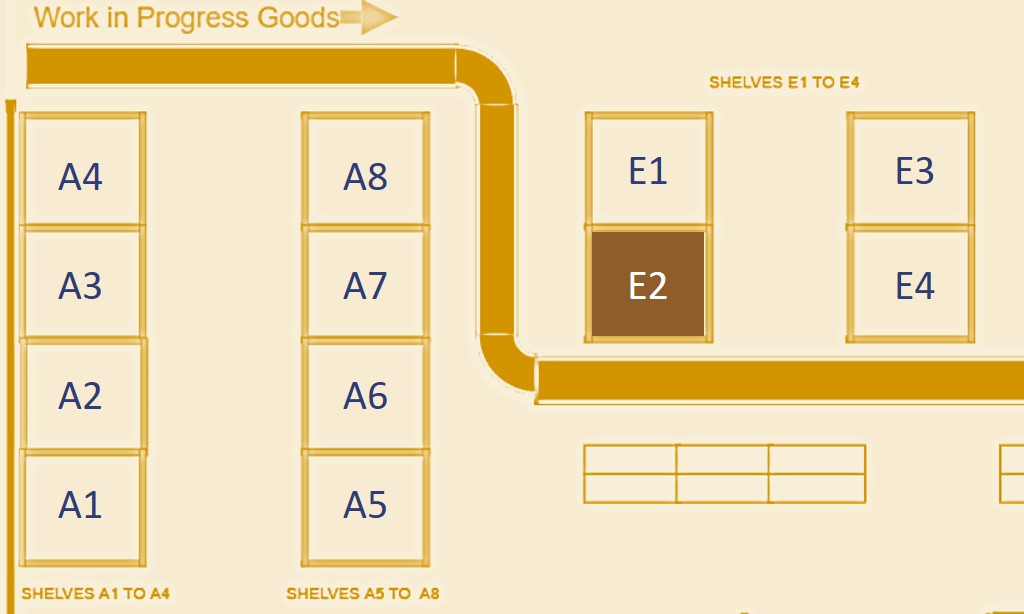 Work in Progress Goods
SHELVES E1 TO E4
A4
A8
E1
E3
A3
A7
E2
E4
A2
A6
A1
A5
SHELVES A1 TO A4
SHELVES A5 TO A8